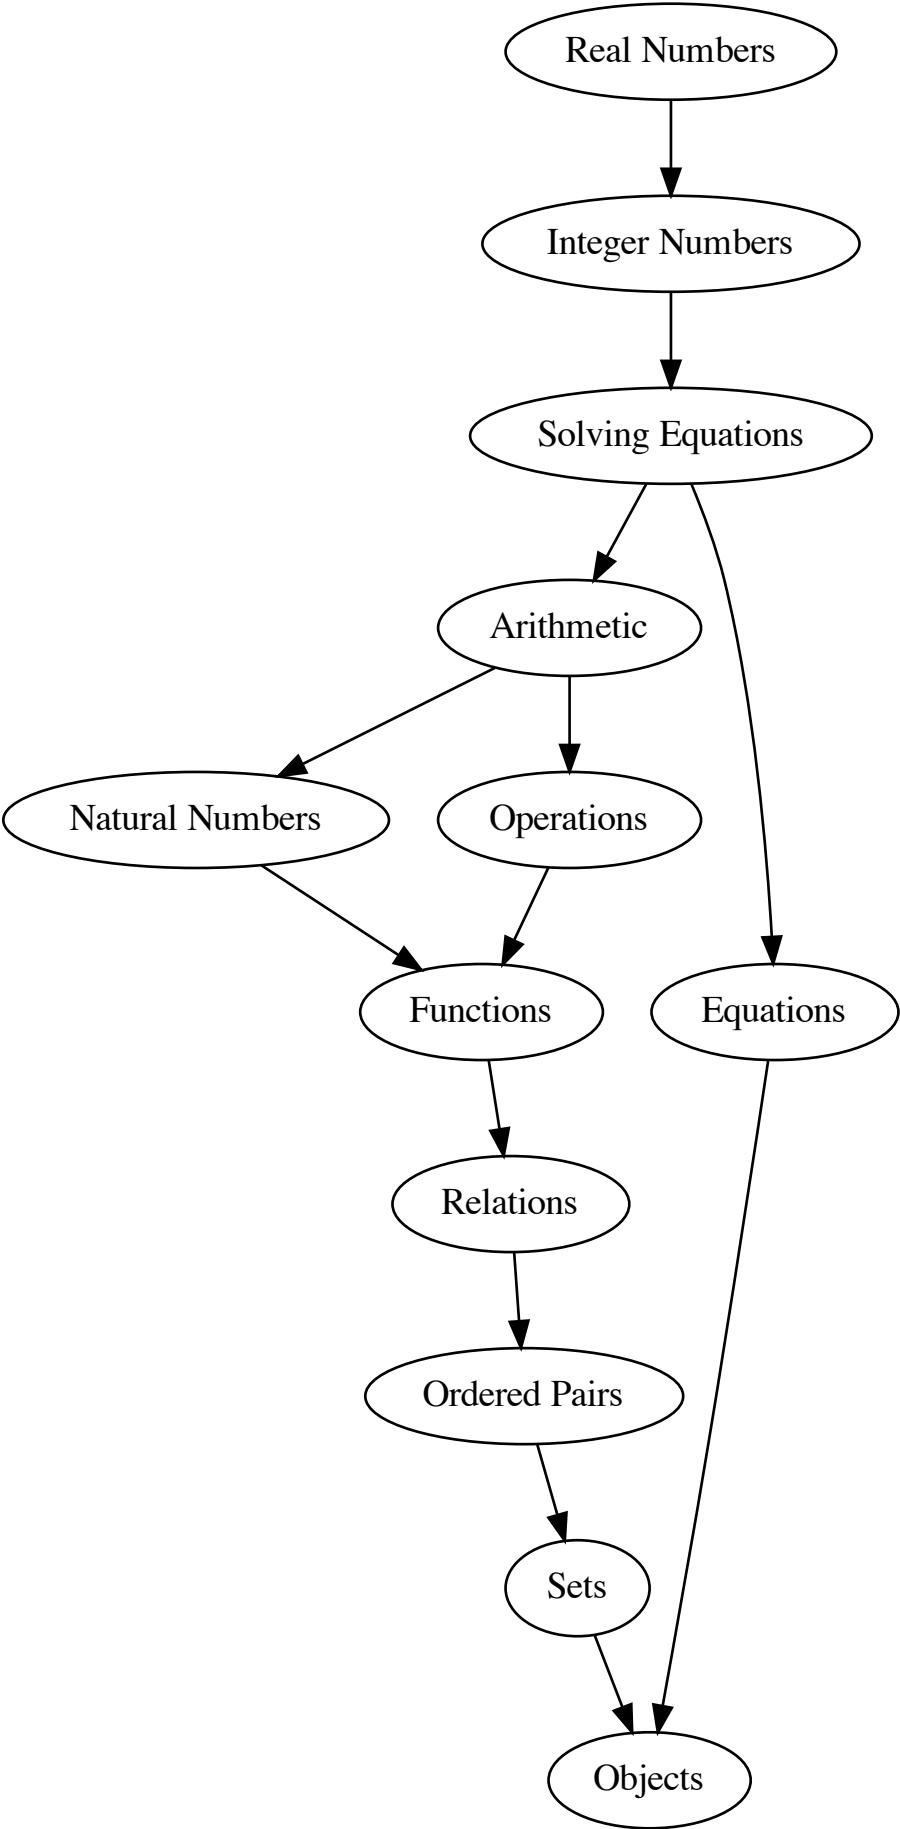 Real Numbers
Integer Numbers
Solving Equations
Arithmetic
Natural Numbers
Operations
Functions
Equations
Relations
Ordered Pairs
Sets
Objects